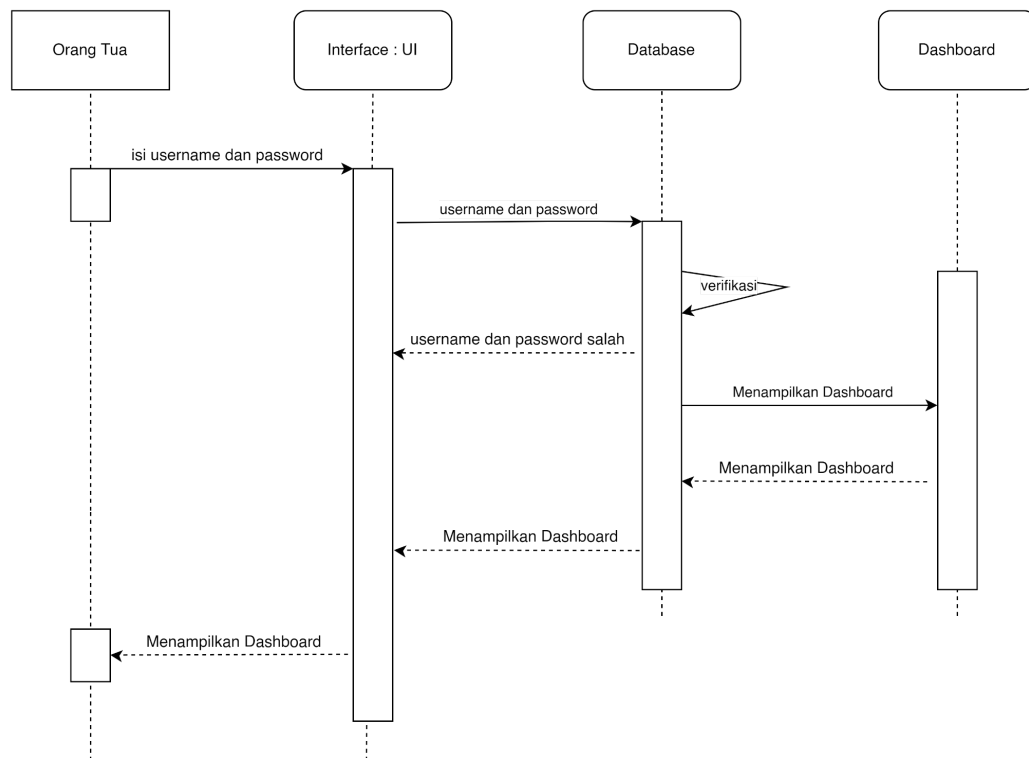 Orang Tua
Interface : UI
Database
Dashboard
isi username dan password
username dan password
verifikasi
username dan password salah
Menampilkan Dashboard
Menampilkan Dashboard
Menampilkan Dashboard
Menampilkan Dashboard